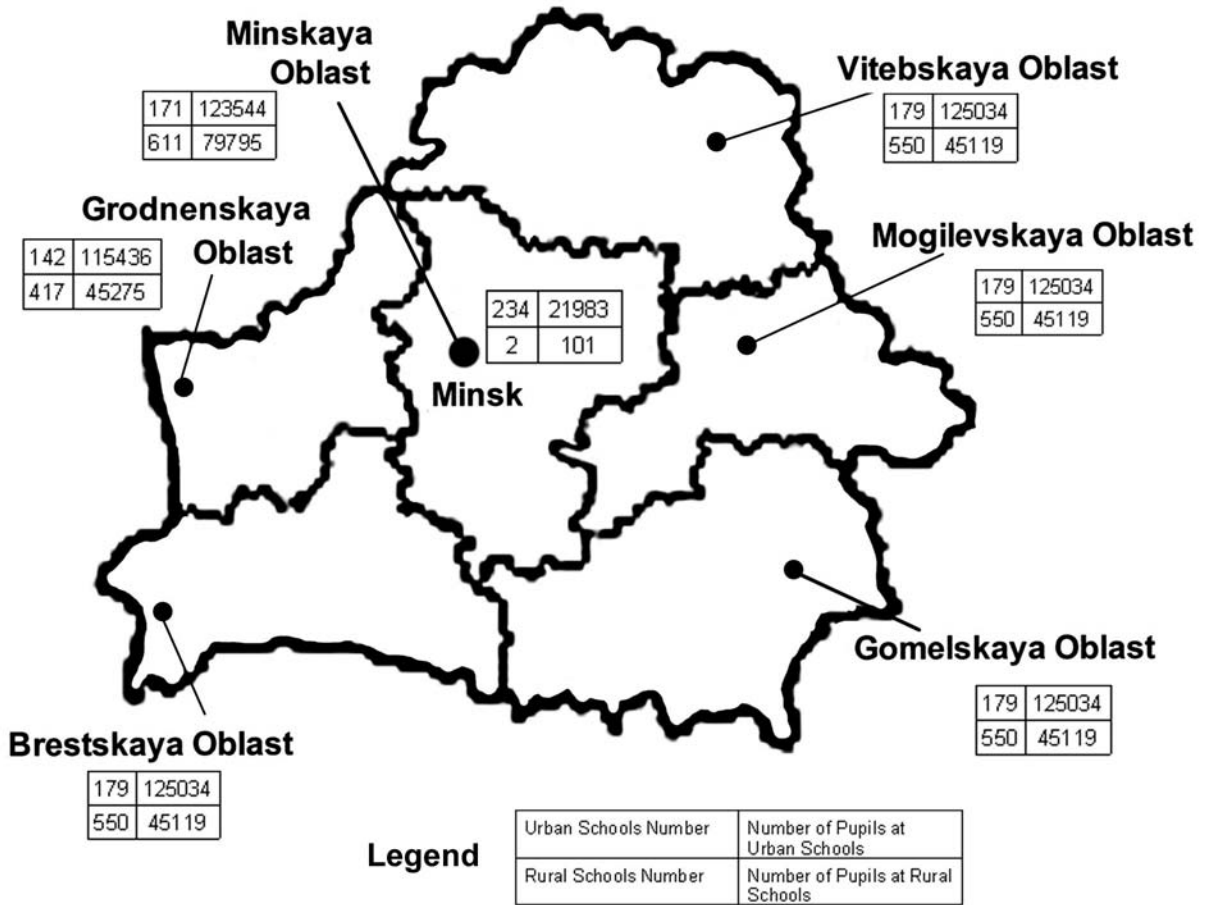 Minskaya
Oblast
171 123544
611 79795
Vitebskaya Oblast
179 125034
550 45119
Grodnenskaya
Oblast
142 115436
417 45275
Mogilevskaya Oblast
179 125034
550 45119
234 21983
2 101
Minsk
Gomelskaya Oblast
179 125034
550 45119
Brestskaya Oblast
179 125034
550 45119
Legend
Urban Schools Number Number of Pupils at
Urban Schools
Rural Schools Number Number of Pupils at Rural
Schools